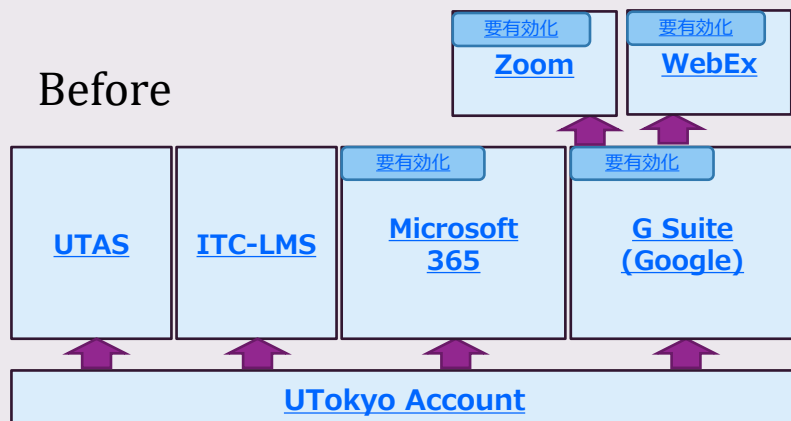 要有効化
Zoom
要有効化
WebEx
Before
UTAS
ITC-LMS
要有効化
Microsoft
365
要有効化
G Suite
(Google)
UTokyo Account